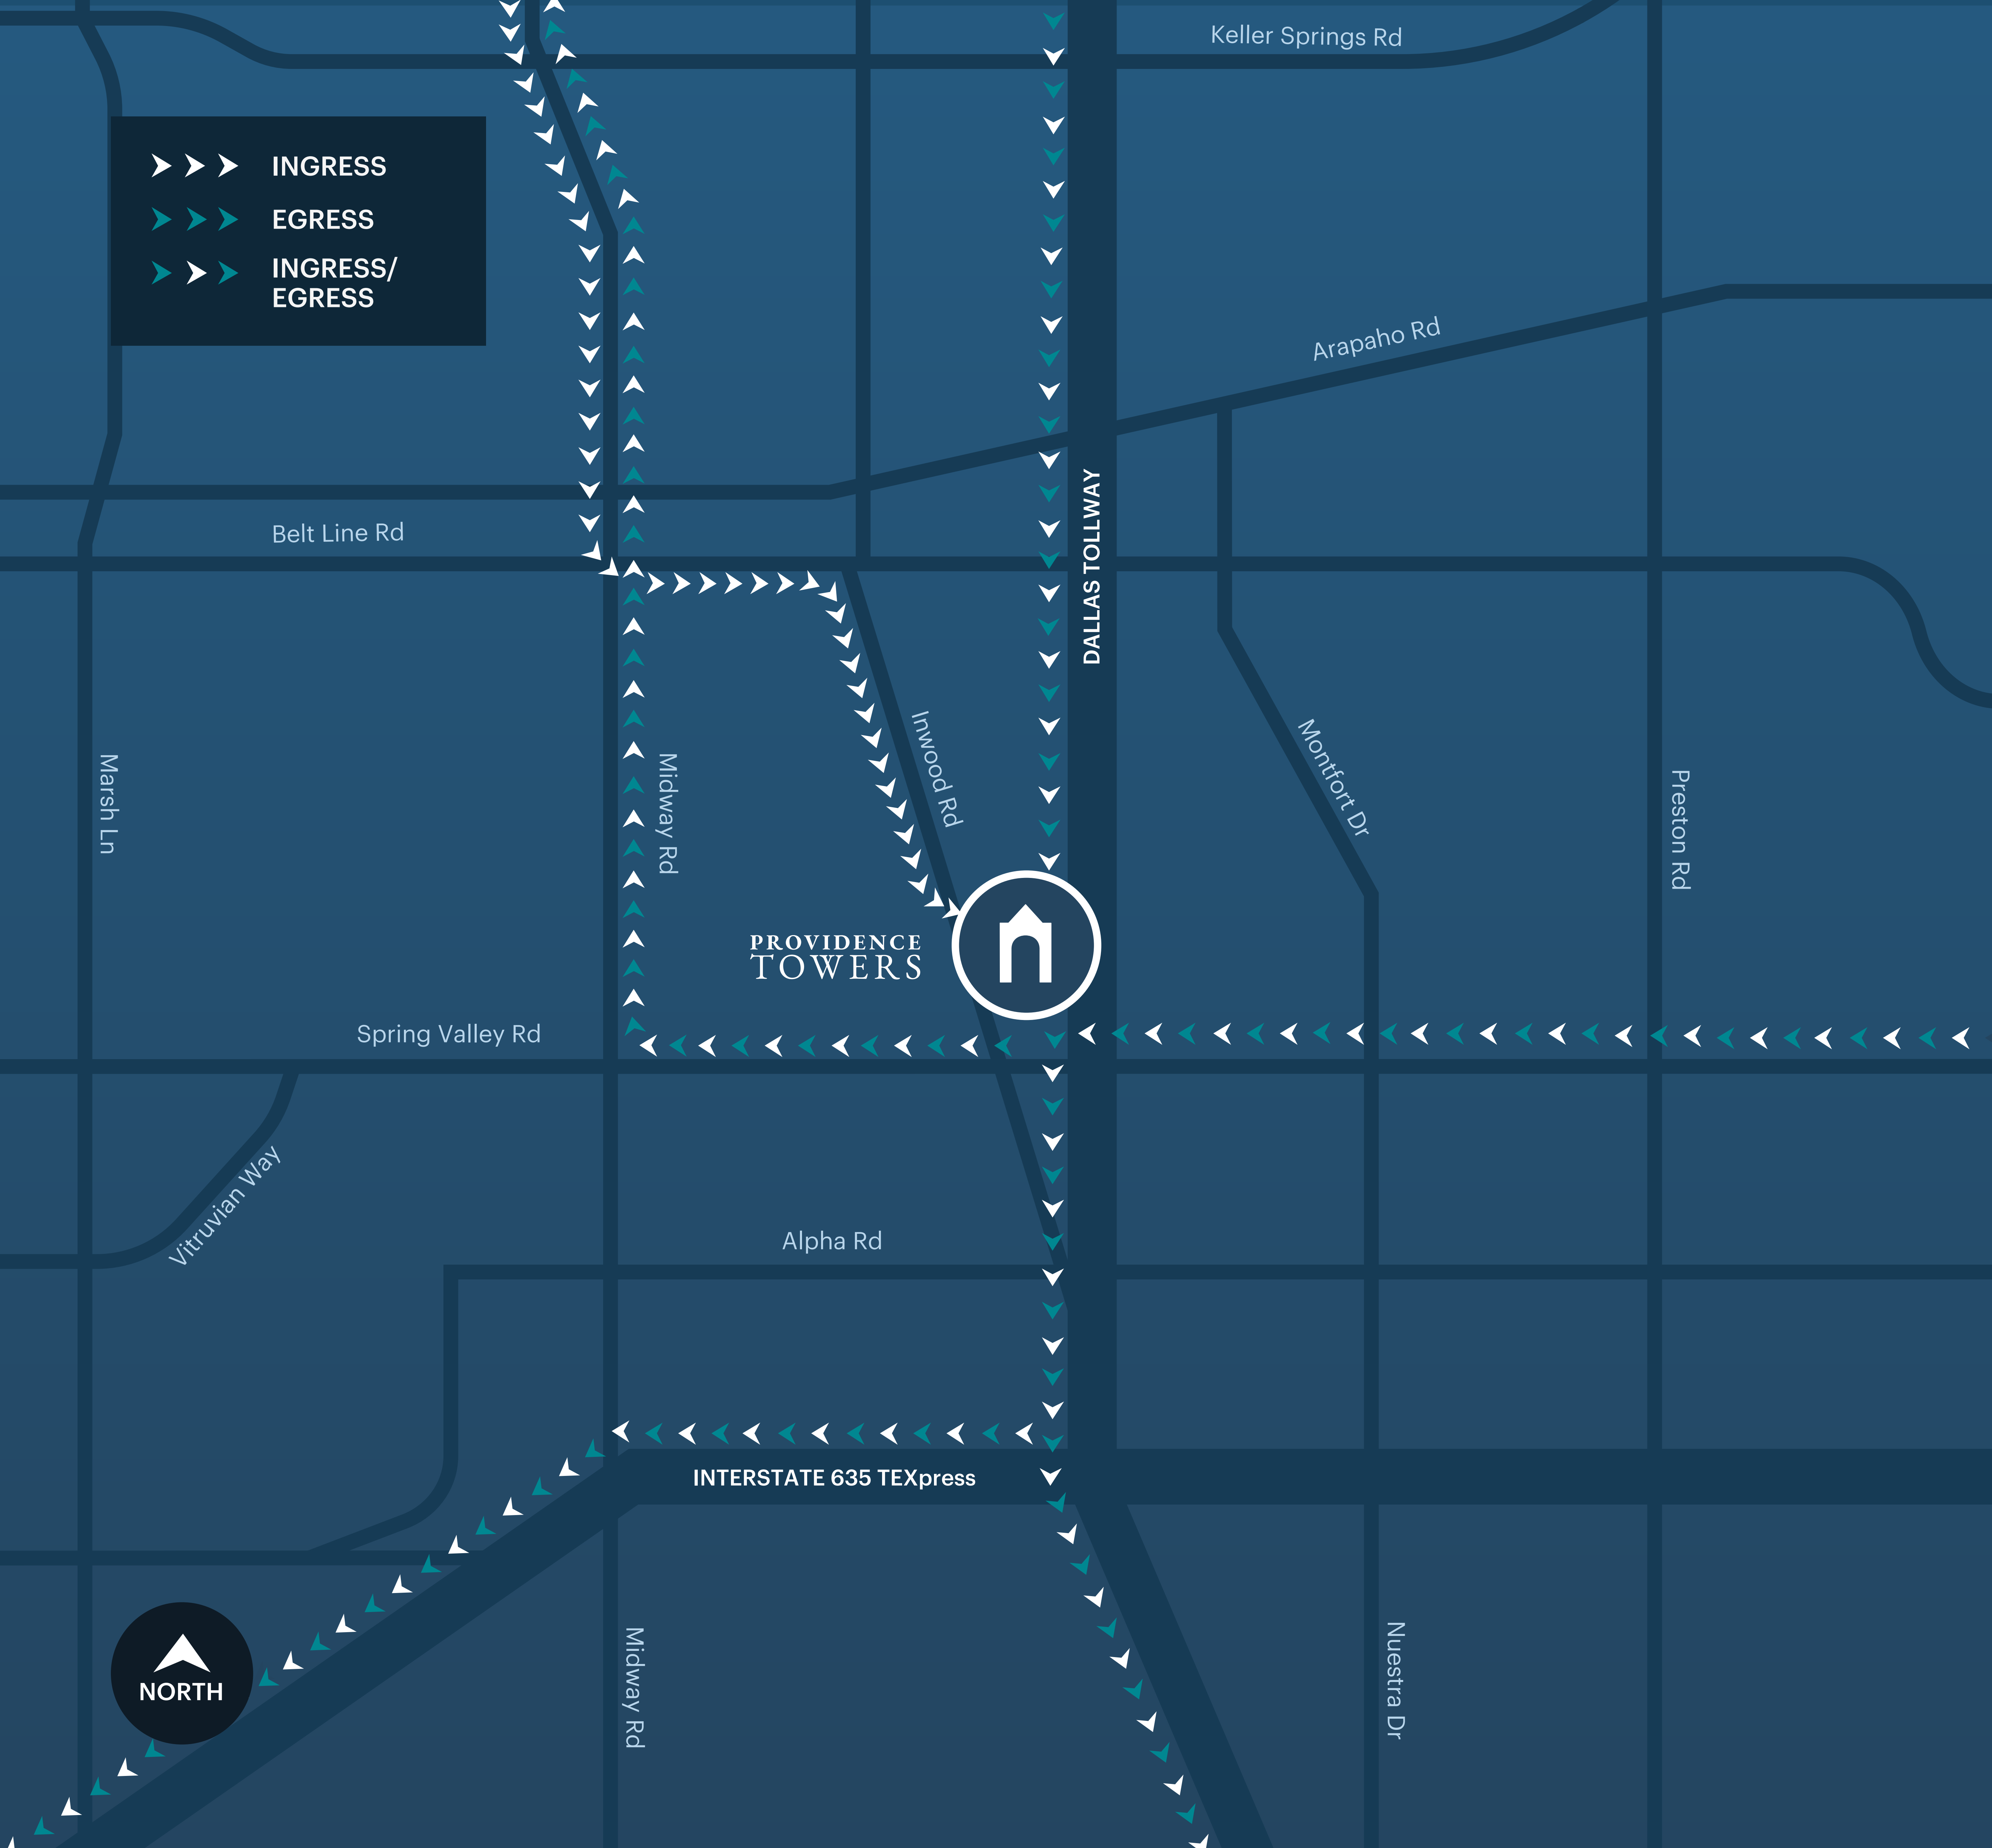 Keller Springs Rd
INGRESS
EGRESS
INGRESS/
EGRESS
Arapaho Rd
Belt Line Rd
DALLAS TOLLWAY
Marsh Ln
Midway Rd
Inwood Rd
Montfort Dr
Preston Rd
PROVIDENCE
TOWERS
Spring Valley Rd
Vitruvian Way
Alpha Rd
INTERSTATE 635 TEXpress
NORTH
Midway Rd
Nuestra Dr